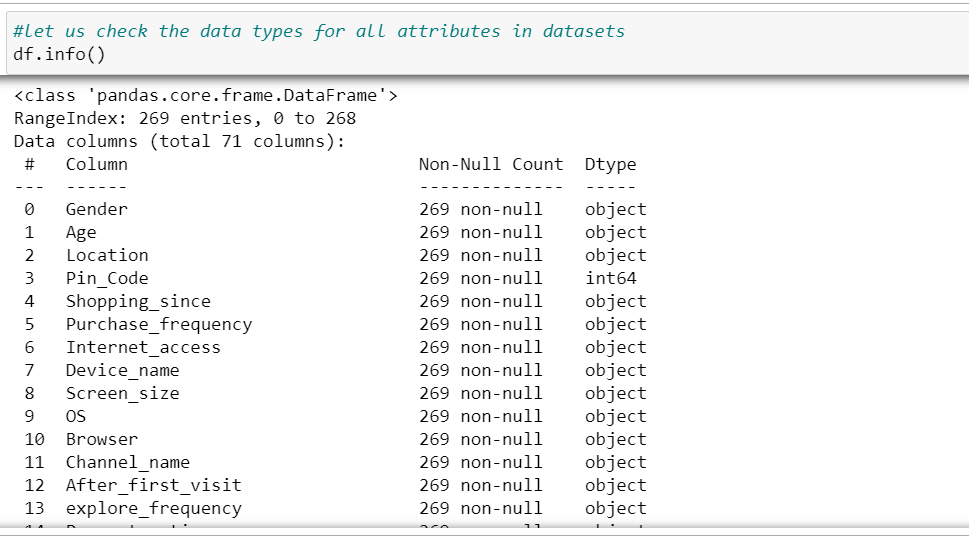 #let us check the data types for all attributes in datasets
df.info()
<class 'pandas.core.frame.DataFrame'>
RangeIndex: 269 entries, 0 to 268
Data columns (total 71 columns):
 #   Column                            Non-Null Count  Dtype
---  ------                            --------------  -----
 0   Gender                            269 non-null    object
 1   Age                               269 non-null    object
 2   Location                          269 non-null    object
 3   Pin_Code                          269 non-null    int64
 4   Shopping_since                    269 non-null    object
 5   Purchase_frequency                269 non-null    object
 6   Internet_access                   269 non-null    object
 7   Device_name                       269 non-null    object
 8   Screen_size                       269 non-null    object
 9   OS                                269 non-null    object
 10  Browser                           269 non-null    object
 11  Channel_name                      269 non-null    object
 12  After_first_visit                 269 non-null    object
 13  explore_frequency                 269 non-null    object